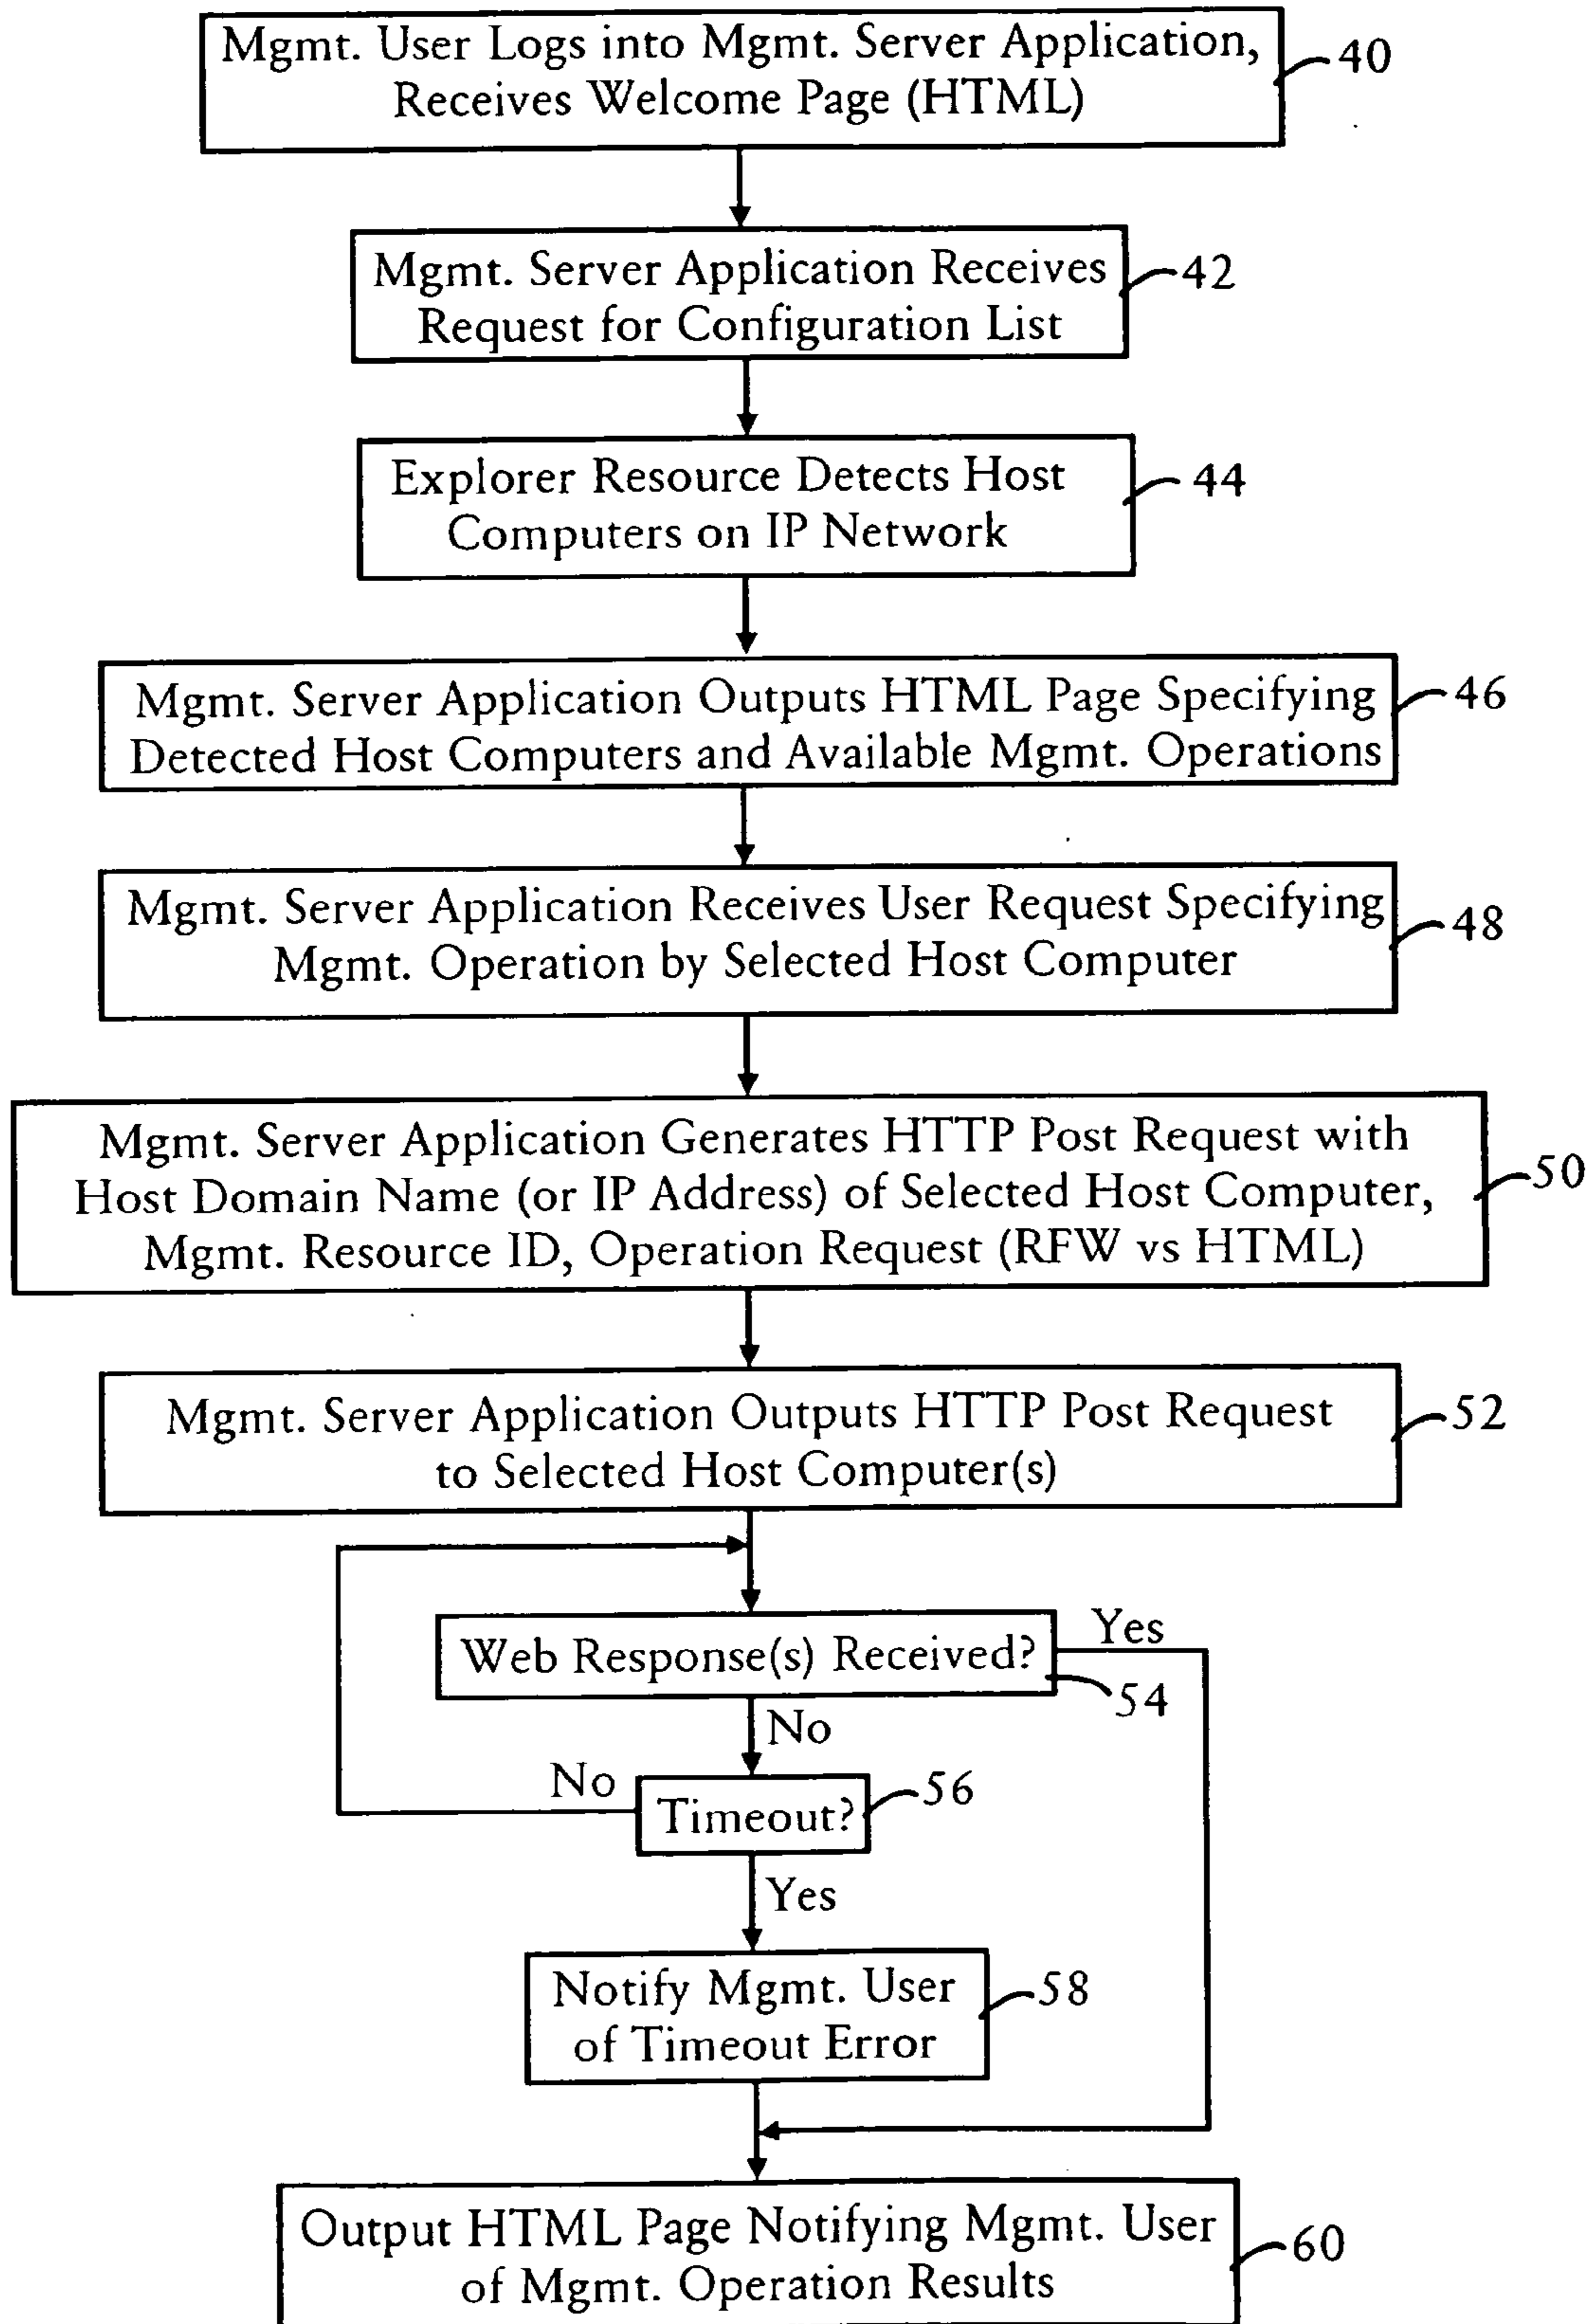 Mgmt. User Logs into Mgmt. Server Application,
Receives Welcome Page (HTML)
40
Mgmt. Server Application Receives
Request for Configuration List
42
Explorer Resource Detects Host
Computers on IP Network
44
Mgmt. Server Application Outputs HTML Page Specifying
Detected Host Computers and Available Mgmt. Operations
46
Mgmt. Server Application Receives User Request Specifying
Mgmt. Operation by Selected Host Computer
48
Mgmt. Server Application Generates HTTP Post Request with
Host Domain Name (or IP Address) of Selected Host Computer,
Mgmt. Resource ID, Operation Request (RFW vs HTML)
50
Mgmt. Server Application Outputs HTTP Post Request
to Selected Host Computer(s)
52
Web Response(s) Received?
Yes
54
No
No
Timeout?
56
Yes
Notify Mgmt. User
of Timeout Error
58
Output HTML Page Notifying Mgmt. User
of Mgmt. Operation Results
60